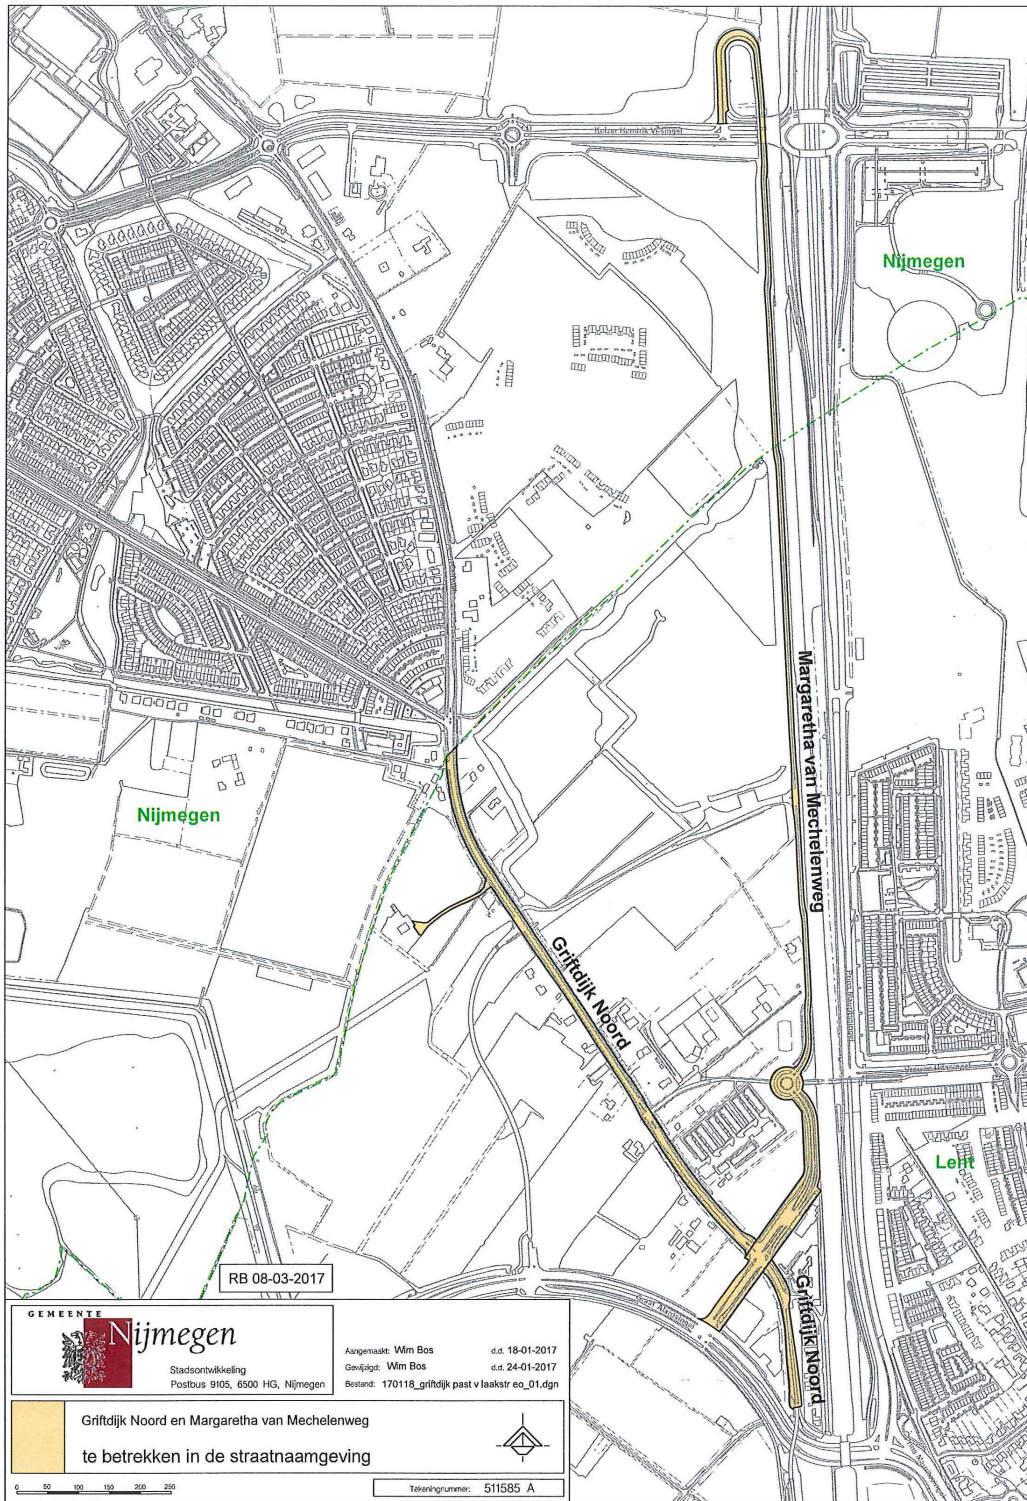 Keizer Hendrik VI-singel
Nijmegen
Margaretha van Mechelenweg
Nijmegen
Griftdijk Noord
Lent
RB 08-03-2017
Griftdijk Noord
GEMEENTE
Nijmegen
Stadsontwikkeling
Postbus 9105, 6500 HG, Nijmegen
Aangemaakt: Wim Bos d.d. 18-01-2017
Gewijzigd: Wim Bos d.d. 24-01-2017
Bestand: 170118_griftdijk past v laakstr eo_01.dgn
Griftdijk Noord en Margaretha van Mechelenweg
te betrekken in de straatnaamgeving
0 50 100 150 200 250
Tekeningnummer: 511585 A